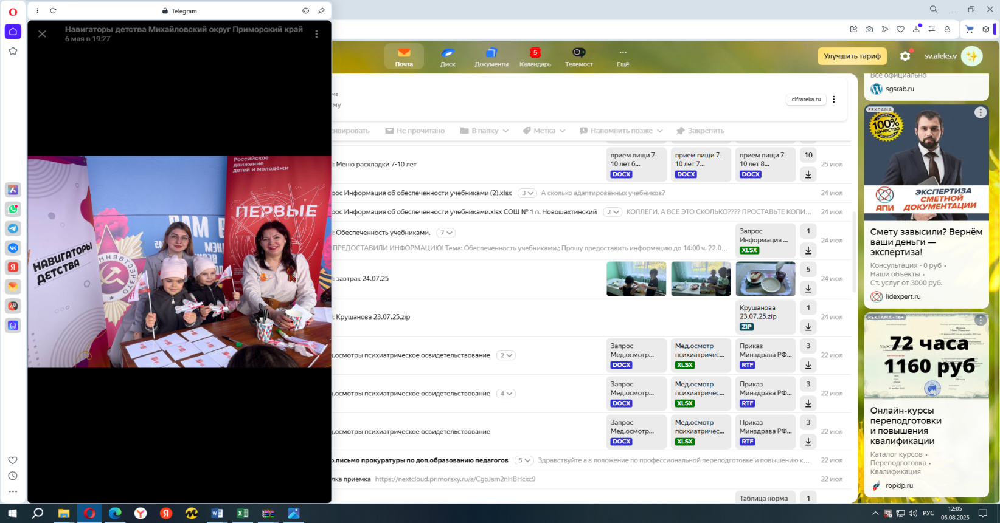 Telegram
Навигаторы детства Михайловский округ Приморский край
6 мая в 19:27
Российское
движение
детей и молодёжи
ПЕРВЫЕ
НАВИГАТОРЫ
ДЕТСТВА
Почта
Диск
Документы
5
Календарь
Телемост
Ещё
Улучшить тариф
sv.aleks.v
ма
му
cifrateka.ru
сивировать
Не прочитано
В папку
Метка
Напомнить позже
Закрепить
: Меню раскладки 7-10 лет
прием пищи 7-
10 лет 6...
DOCX
прием пищи 7-
10 лет 7...
DOCX
прием пищи 7-
10 лет 8...
DOCX
10
25 июл
рос Информация об обеспеченности учебниками (2).xlsx
3
А сколько адаптированных учебников?
24 июл
рос Информация об обеспеченности учебниками.xlsx СОШ № 1 п. Новошахтинский
2
КОЛЛЕГИ, А ВСЕ ЭТО СКОЛЬКО???? ПРОСТАВЬТЕ КОЛИ...
24 июл
: Обеспеченность учебниками.
7
ПРЕДОСТАВИЛИ ИНФОРМАЦИЮ! Тема: Обеспеченность учебниками.; Прошу предоставить информацию до 14:00 ч. 22.0...
Запрос
Информация ...
XLSX
1
24 июл
: завтрак 24.07.25
5
24 июл
: Крушанова 23.07.25.zip
Крушанова
23.07.25.zip
ZIP
1
24 июл
.осмотры психиатрическое освидетельствование
2
Запрос
Мед.осмотр...
DOCX
Мед.осмотр
психиатричес...
XLSX
Приказ
Минздрава РФ...
RTF
3
22 июл
.осмотры психиатрическое освидетельствование
4
Запрос
Мед.осмотр...
DOCX
Мед.осмотр
психиатричес...
XLSX
Приказ
Минздрава РФ...
RTF
3
22 июл
.осмотры психиатрическое освидетельствование
Запрос
Мед.осмотр...
DOCX
Мед.осмотр
психиатричес...
XLSX
Приказ
Минздрава РФ...
RTF
3
22 июл
.письмо прокуратуры по доп.образованию педагогов
5
Здравствуйте а в положение по профессиональной переподготовке и повышению к...
22 июл
лка приемка
https://nextcloud.primorsky.ru/s/CgoJsm2nHBHcxc9
22 июл
Таблица норма
1
Все официально
sgsrab.ru
РЕКЛАМА
100%
КАЧЕСТВО
АПИ
ЭКСПЕРТИЗА
СМЕТНОЙ
ДОКУМЕНТАЦИИ
Смету завысили? Вернём
ваши деньги —
экспертиза!
Консультация - 0 руб •
Наши объекты •
Ст. услуг от 3000 руб.
lidexpert.ru
РЕКЛАМА • 16+
72 часа
1160 руб
Онлайн-курсы
переподготовки
и повышения
квалификации
Каталог курсов •
Переподготовка •
Квалификация
ropkip.ru
РУС
12:05
05.08.2025